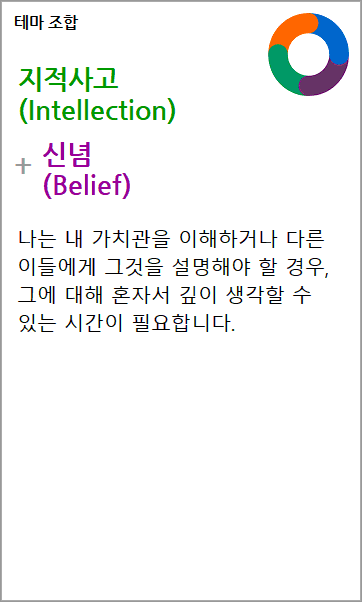 테마 조합
지적사고
(Intellection)
+ 신념
(Belief)
나는 내 가치관을 이해하거나 다른
이들에게 그것을 설명해야 할 경우,
그에 대해 혼자서 깊이 생각할 수
있는 시간이 필요합니다.